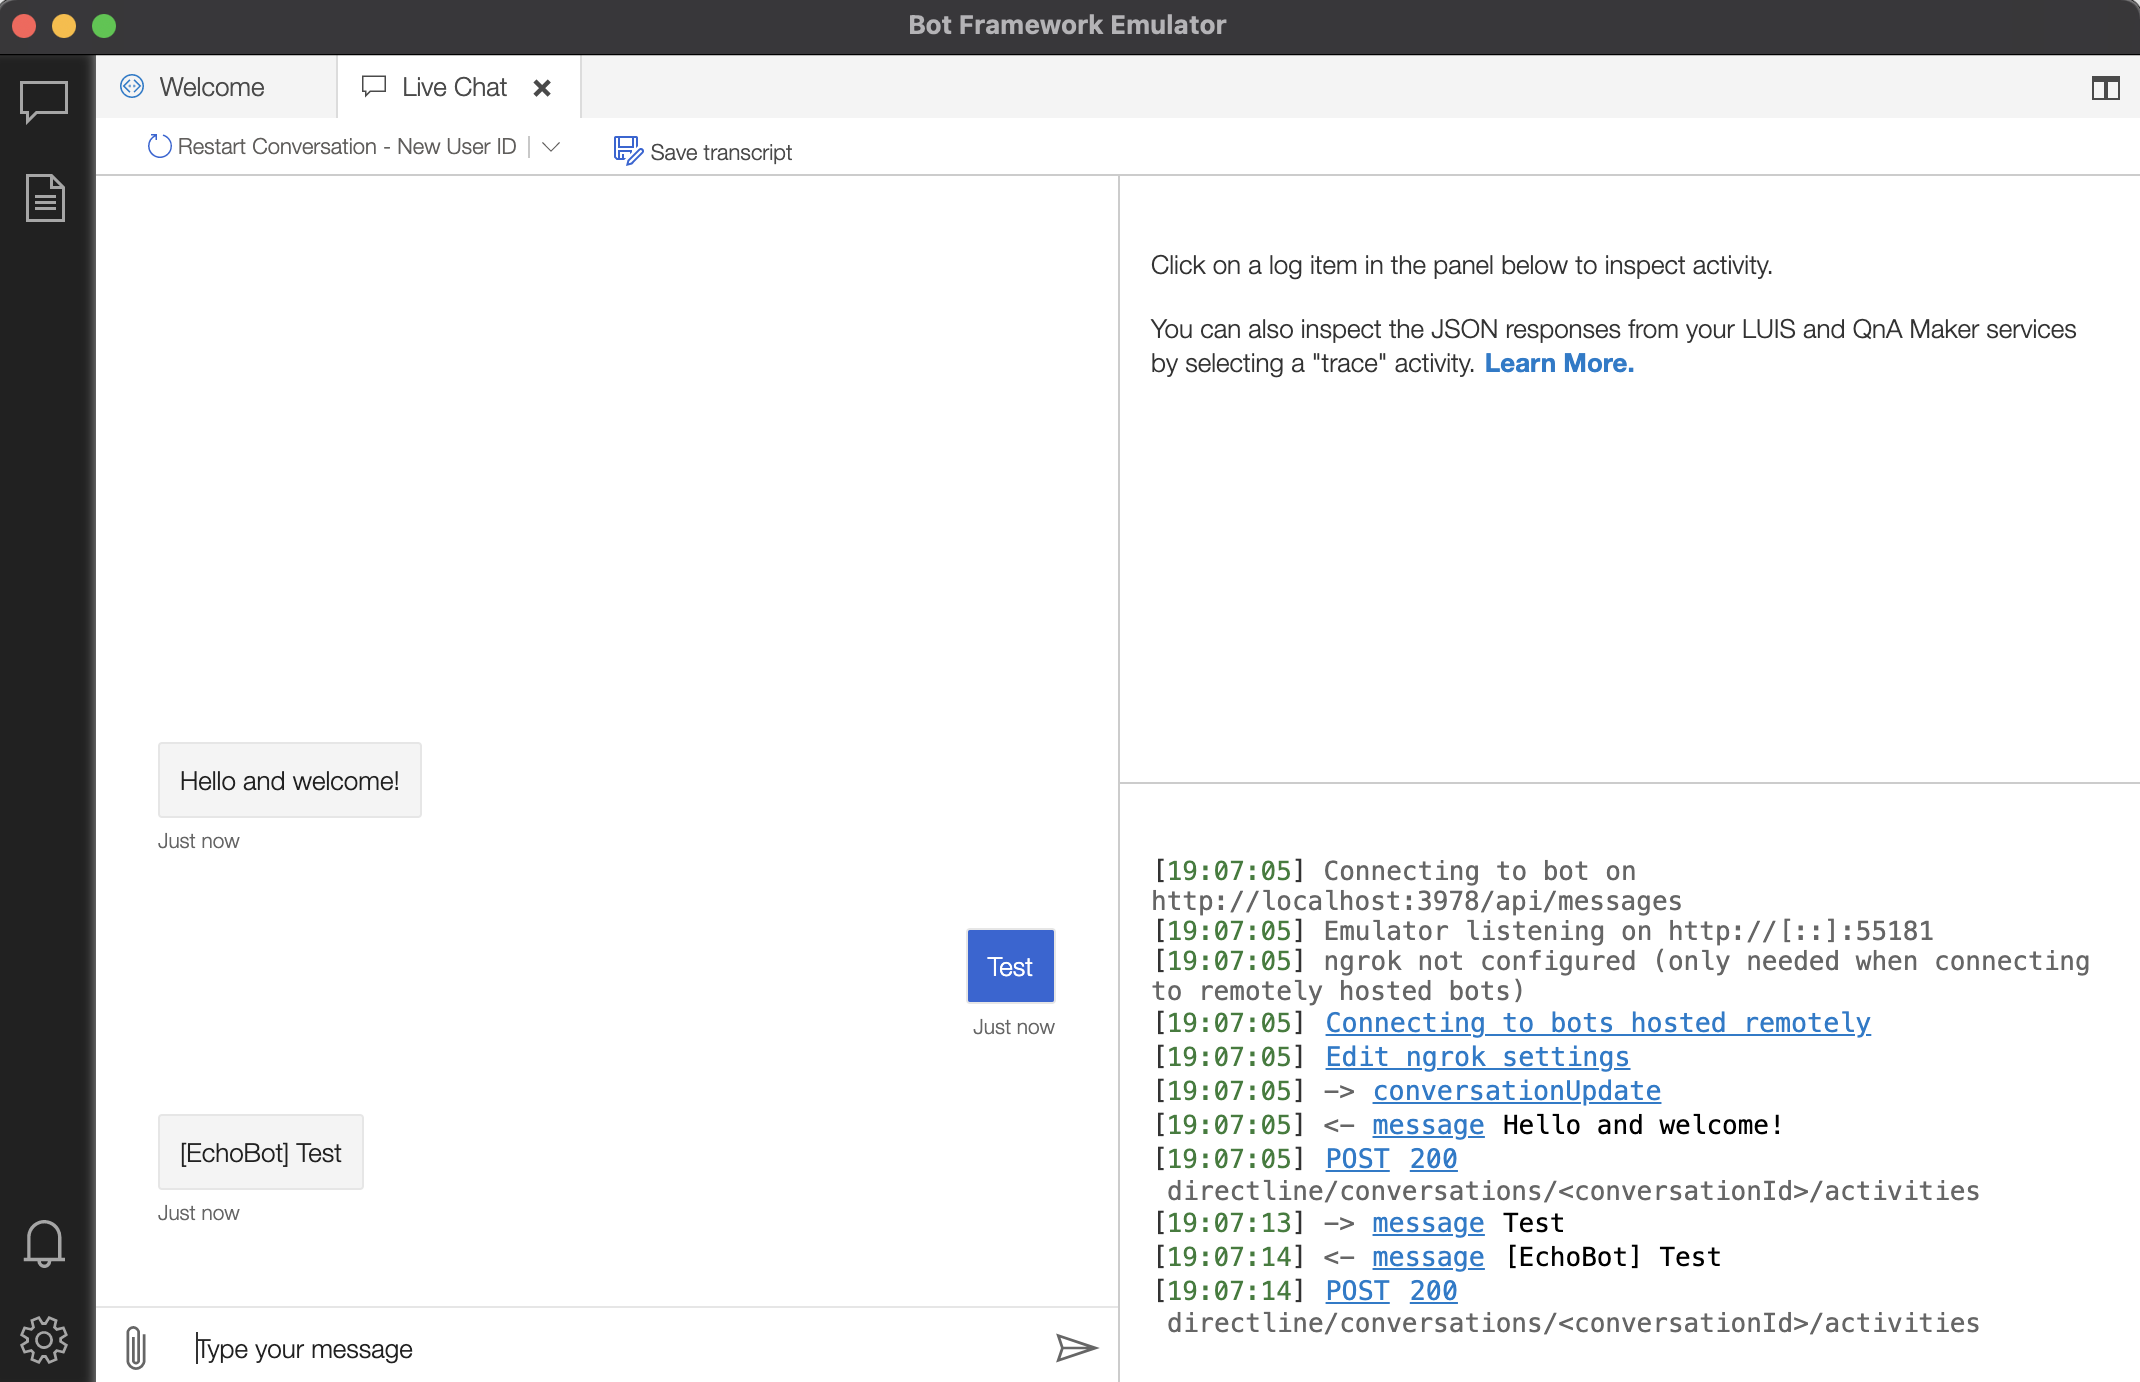 Bot Framework Emulator
Welcome
Live Chat
Restart Conversation - New User ID
Save transcript
Hello and welcome!
Just now
Test
Just now
[EchoBot] Test
Just now
Type your message
Click on a log item in the panel below to inspect activity.
You can also inspect the JSON responses from your LUIS and QnA Maker services
by selecting a "trace" activity. Learn More.
[19:07:05] Connecting to bot on
http://localhost:3978/api/messages
[19:07:05] Emulator listening on http://[::]:55181
[19:07:05] ngrok not configured (only needed when connecting
to remotely hosted bots)
[19:07:05] Connecting to bots hosted remotely
[19:07:05] Edit ngrok settings
[19:07:05] -> conversationUpdate
[19:07:05] <- message Hello and welcome!
[19:07:05] POST 200
directline/conversations/<conversationId>/activities
[19:07:13] -> message Test
[19:07:14] <- message [EchoBot] Test
[19:07:14] POST 200
directline/conversations/<conversationId>/activities